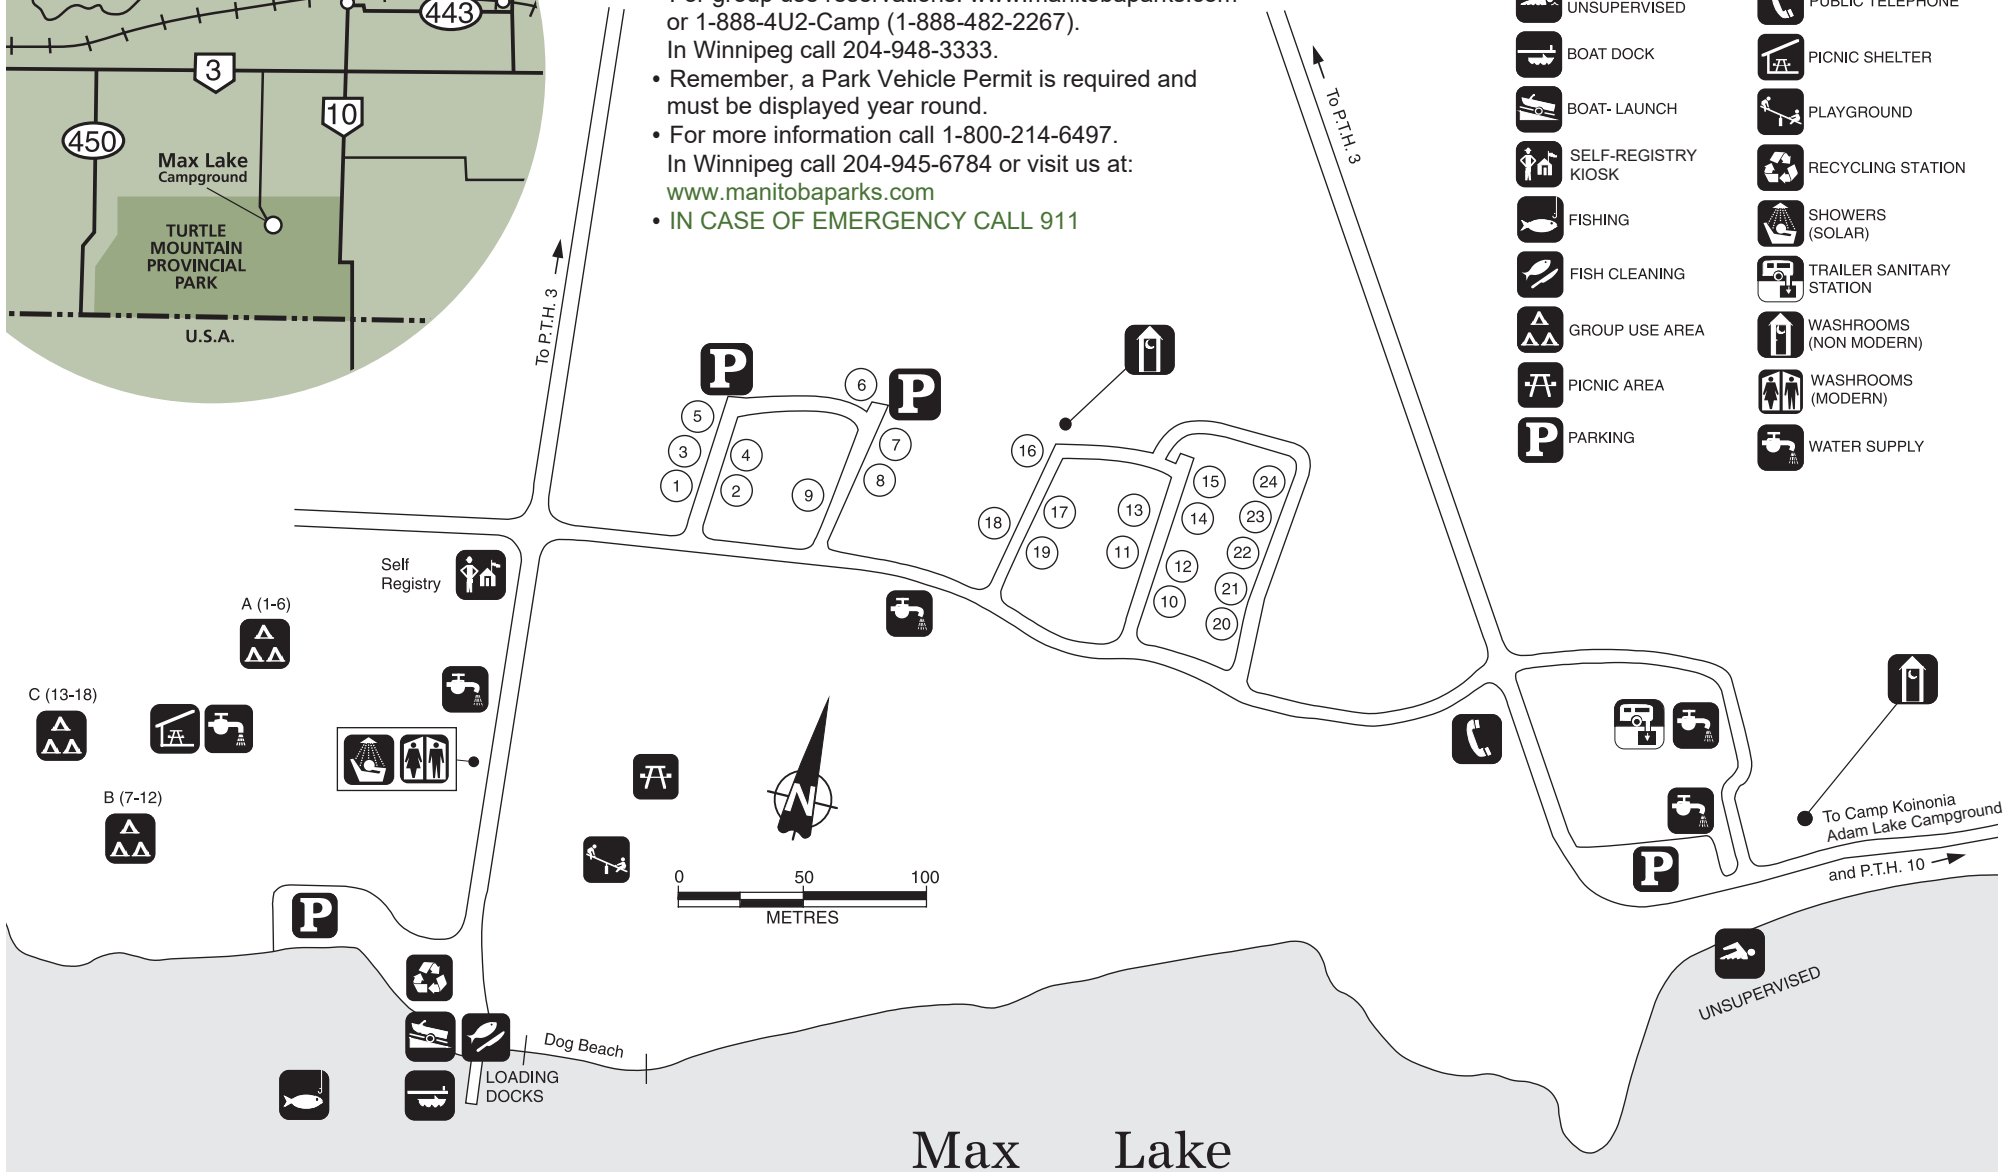 443
3
10
450
Max Lake
Campground
TURTLE
MOUNTAIN
PROVINCIAL
PARK
U.S.A.
or 1-888-4U2-Camp (1-888-482-2267).
In Winnipeg call 204-948-3333.
• Remember, a Park Vehicle Permit is required and
must be displayed year round.
• For more information call 1-800-214-6497.
In Winnipeg call 204-945-6784 or visit us at:
www.manitobaparks.com
• IN CASE OF EMERGENCY CALL 911
UNSUPERVISED
BOAT DOCK
BOAT- LAUNCH
SELF-REGISTRY
KIOSK
FISHING
FISH CLEANING
GROUP USE AREA
PICNIC AREA
P PARKING
PUBLIC TELEPHONE
PICNIC SHELTER
PLAYGROUND
RECYCLING STATION
SHOWERS
(SOLAR)
TRAILER SANITARY
STATION
WASHROOMS
(NON MODERN)
WASHROOMS
(MODERN)
WATER SUPPLY
To P.T.H. 3
To P.T.H. 3
P
P
6
5
3
1
4
2
9
7
8
16
18
17
19
13
11
15
14
12
10
24
23
22
21
20
Self
Registry
A (1-6)
C (13-18)
B (7-12)
N
0 50 100
METRES
P
P
To Camp Koinonia
Adam Lake Campground
and P.T.H. 10
UNSUPERVISED
Dog Beach
LOADING
DOCKS
Max Lake